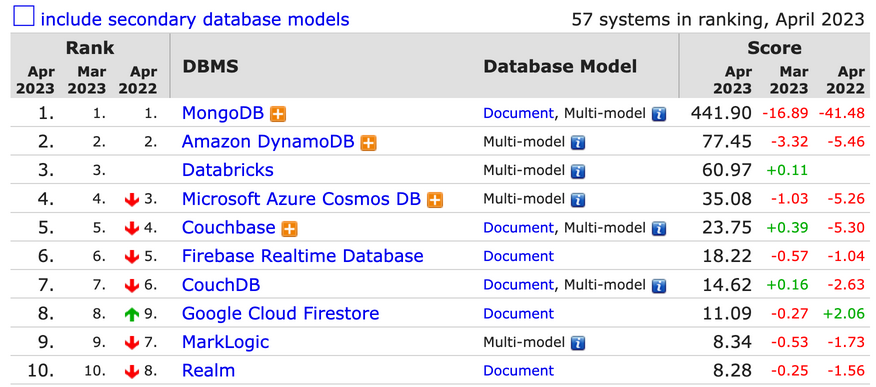 include secondary database models 57 systems in ranking, April 2023
Rank DBMS Database Model Score
Apr 2023 Mar 2023 Apr 2022 Apr 2023 Mar 2023 Apr 2022
1. 1. 1. MongoDB Document, Multi-model 441.90 -16.89 -41.48
2. 2. 2. Amazon DynamoDB Multi-model 77.45 -3.32 -5.46
3. 3. Databricks Multi-model 60.97 +0.11
4. 4. 3. Microsoft Azure Cosmos DB Multi-model 35.08 -1.03 -5.26
5. 5. 4. Couchbase Document, Multi-model 23.75 +0.39 -5.30
6. 6. 5. Firebase Realtime Database Document 18.22 -0.57 -1.04
7. 7. 6. CouchDB Document, Multi-model 14.62 +0.16 -2.63
8. 8. 9. Google Cloud Firestore Document 11.09 -0.27 +2.06
9. 9. 7. MarkLogic Multi-model 8.34 -0.53 -1.73
10. 10. 8. Realm Document 8.28 -0.25 -1.56